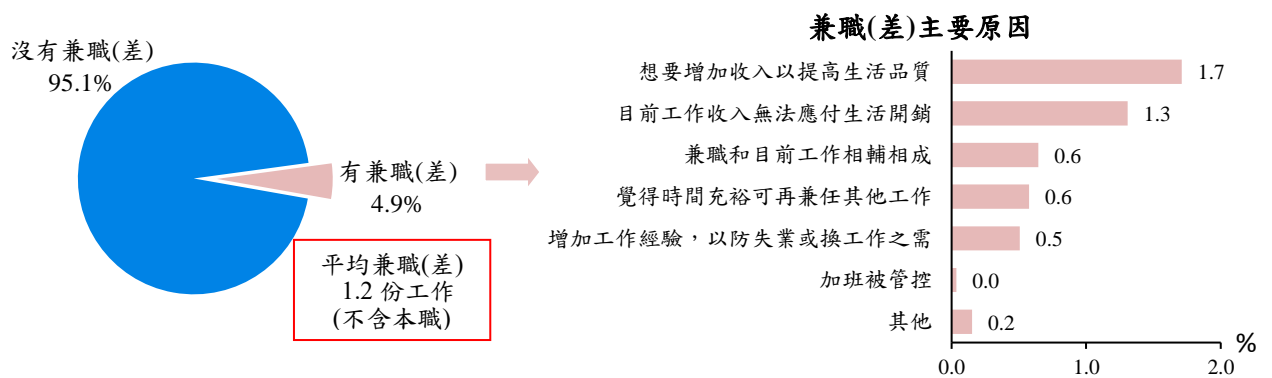 沒有兼職(差)
95.1%
有兼職(差)
4.9%
平均兼職(差)
1.2 份工作
(不含本職)
兼職(差)主要原因
想要增加收入以提高生活品質 1.7
目前工作收入無法應付生活開銷 1.3
兼職和目前工作相輔相成 0.6
覺得時間充裕可再兼任其他工作 0.6
增加工作經驗，以防失業或換工作之需 0.5
加班被管控 0.0
其他 0.2
%
0.0 1.0 2.0